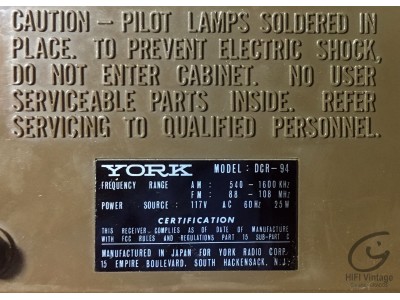 CAUTION - PILOT LAMPS SOLDERED IN
PLACE. TO PREVENT ELECTRIC SHOCK,
DO NOT ENTER CABINET. NO USER
SERVICEABLE PARTS INSIDE. REFER
SERVICING TO QUALIFIED PERSONNEL.
YORK MODEL: DCR-94
FREQUENCY RANGE AM: 540 - 1600 KHz
FM: 88 - 108 MHz
POWER SOURCE: 117V AC 60Hz 25W
CERTIFICATION
THIS RECEIVER COMPLIES AS OF DATE OF MANUFACTURE
WITH FCC RULES AND REGULATIONS PART 15 SUB-PART C
MANUFACTURED IN JAPAN FOR YORK RADIO CORP.
15 EMPIRE BOULEVARD. SOUTH HACKENSACK, N.J.
HiFi Vintage